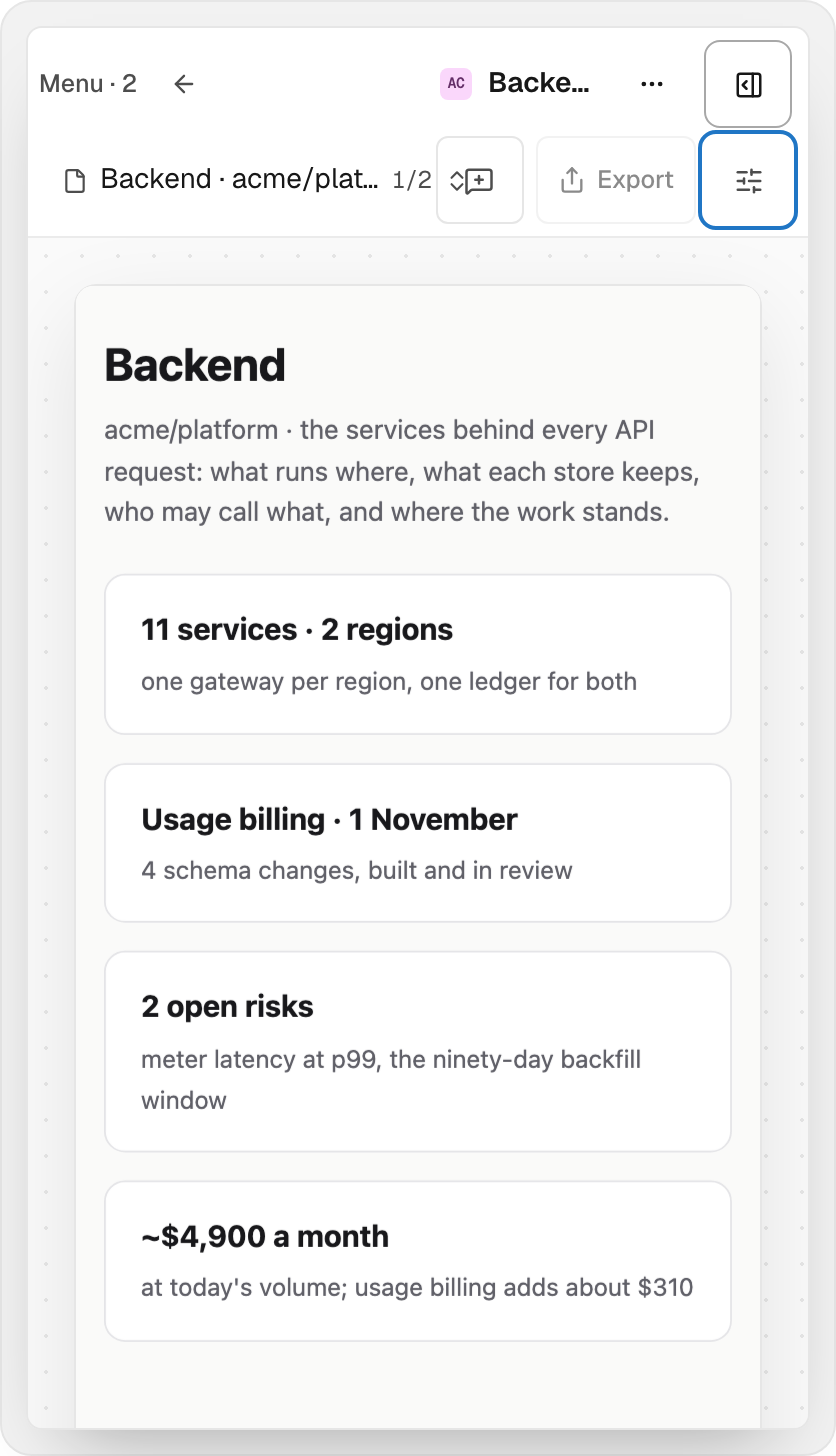 Menu · 2
AC Backe...
Backend · acme/plat... 1/2
Export
Backend
acme/platform · the services behind every API
request: what runs where, what each store keeps,
who may call what, and where the work stands.
11 services · 2 regions
one gateway per region, one ledger for both
Usage billing · 1 November
4 schema changes, built and in review
2 open risks
meter latency at p99, the ninety-day backfill
window
~$4,900 a month
at today's volume; usage billing adds about $310